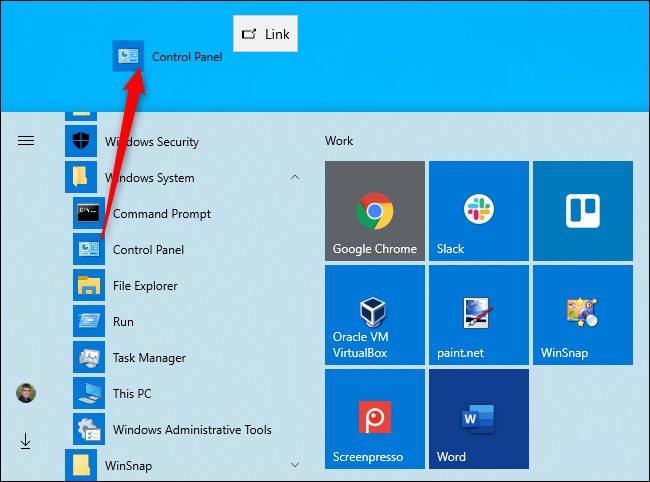 Link
Control Panel
Windows Security
Work
Windows System
Command Prompt
Control Panel
Google Chrome
Slack
File Explorer
Run
Oracle VM
VirtualBox
paint.net
WinSnap
Task Manager
This PC
Windows Administrative Tools
Screenpresso
Word
WinSnap